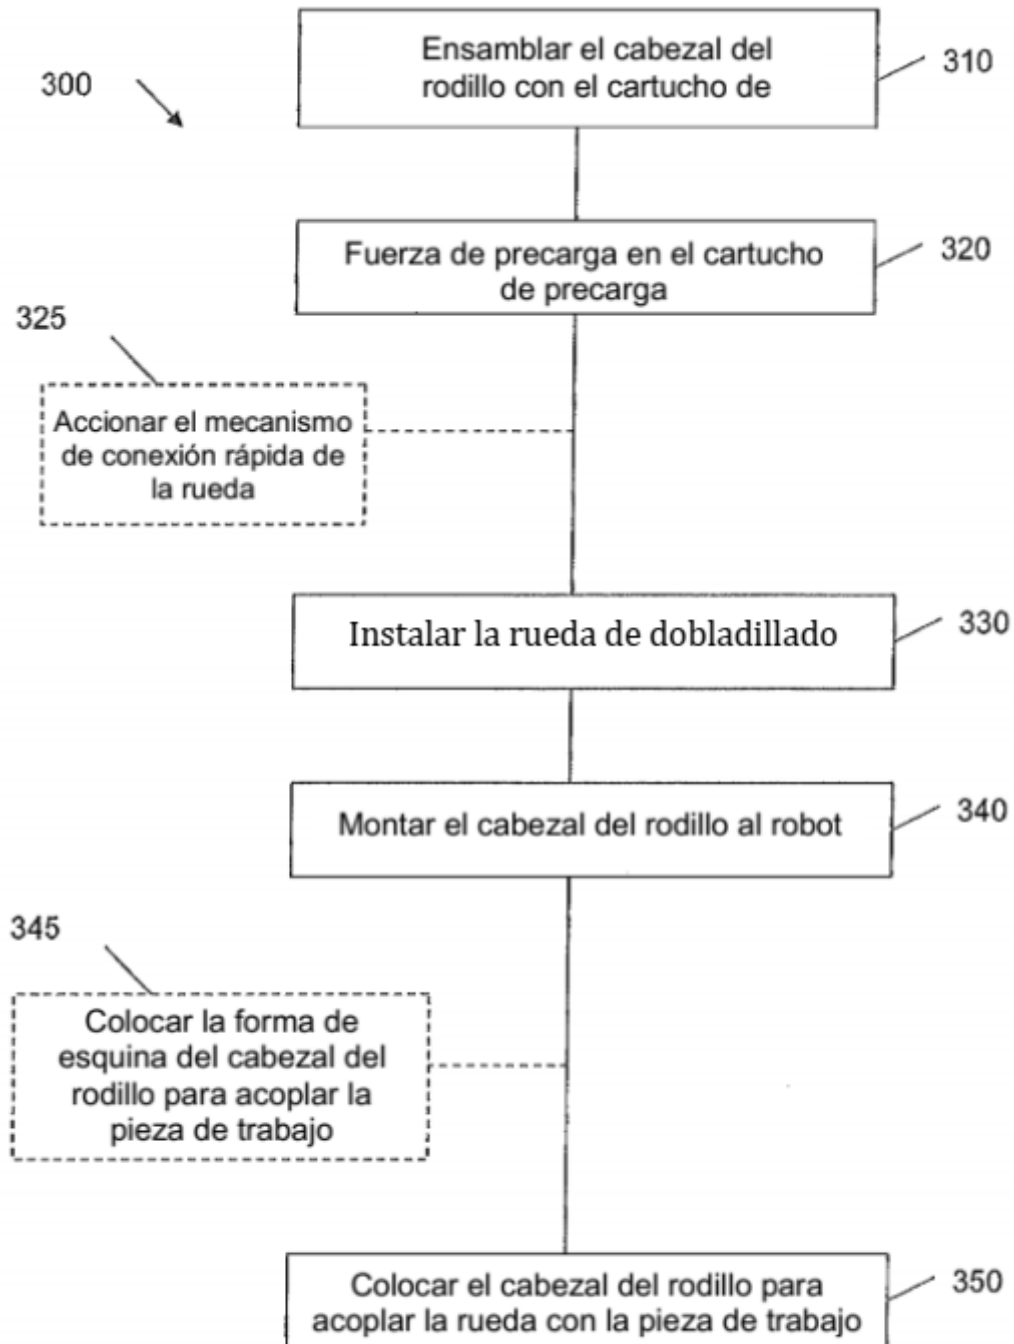 300
Ensamblar el cabezal del
rodillo con el cartucho de
310
Fuerza de precarga en el cartucho
de precarga
320
325
Accionar el mecanismo
de conexión rápida de
la rueda
Instalar la rueda de dobladillado
330
Montar el cabezal del rodillo al robot
340
345
Colocar la forma de
esquina del cabezal del
rodillo para acoplar la
pieza de trabajo
Colocar el cabezal del rodillo para
acoplar la rueda con la pieza de trabajo
350